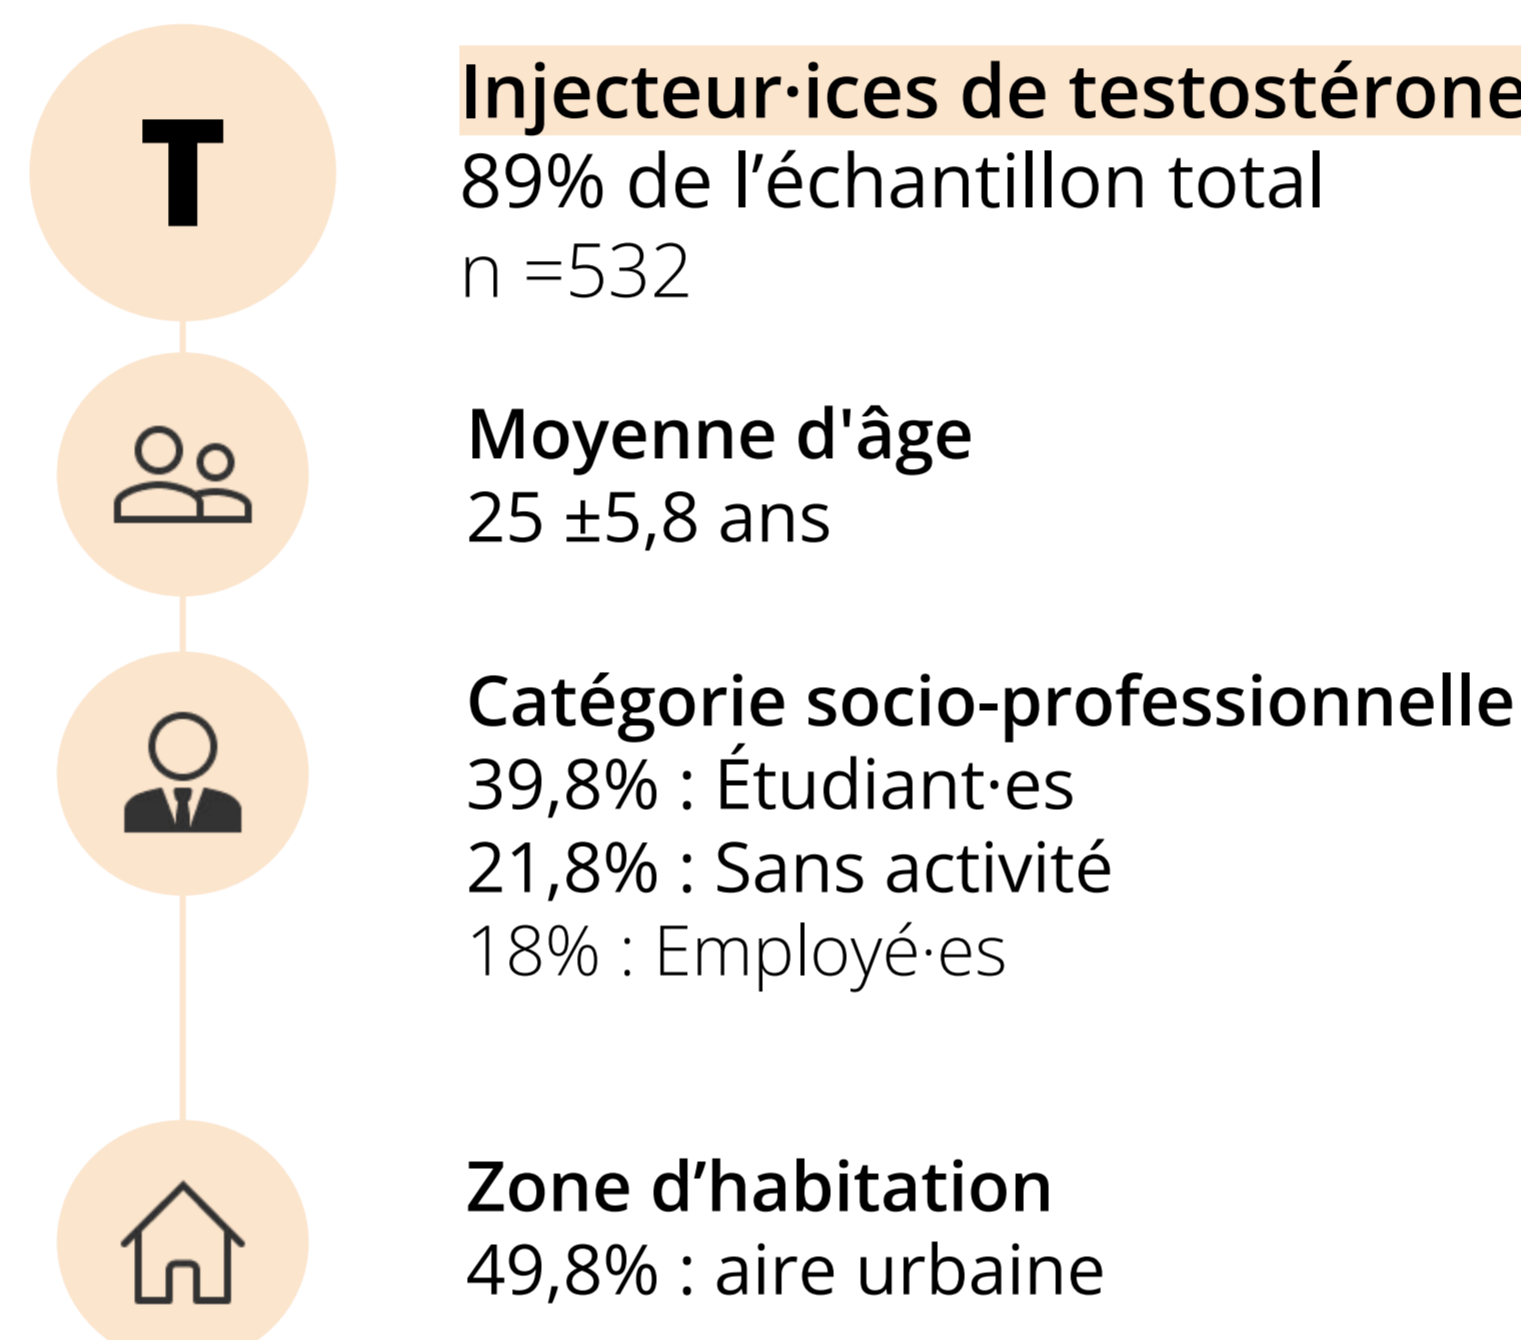 T
Injecteur·ices de testostérone
89% de l’échantillon total
n =532
Moyenne d'âge
25 ±5,8 ans
Catégorie socio-professionnelle
39,8% : Étudiant·es
21,8% : Sans activité
18% : Employé·es
Zone d’habitation
49,8% : aire urbaine